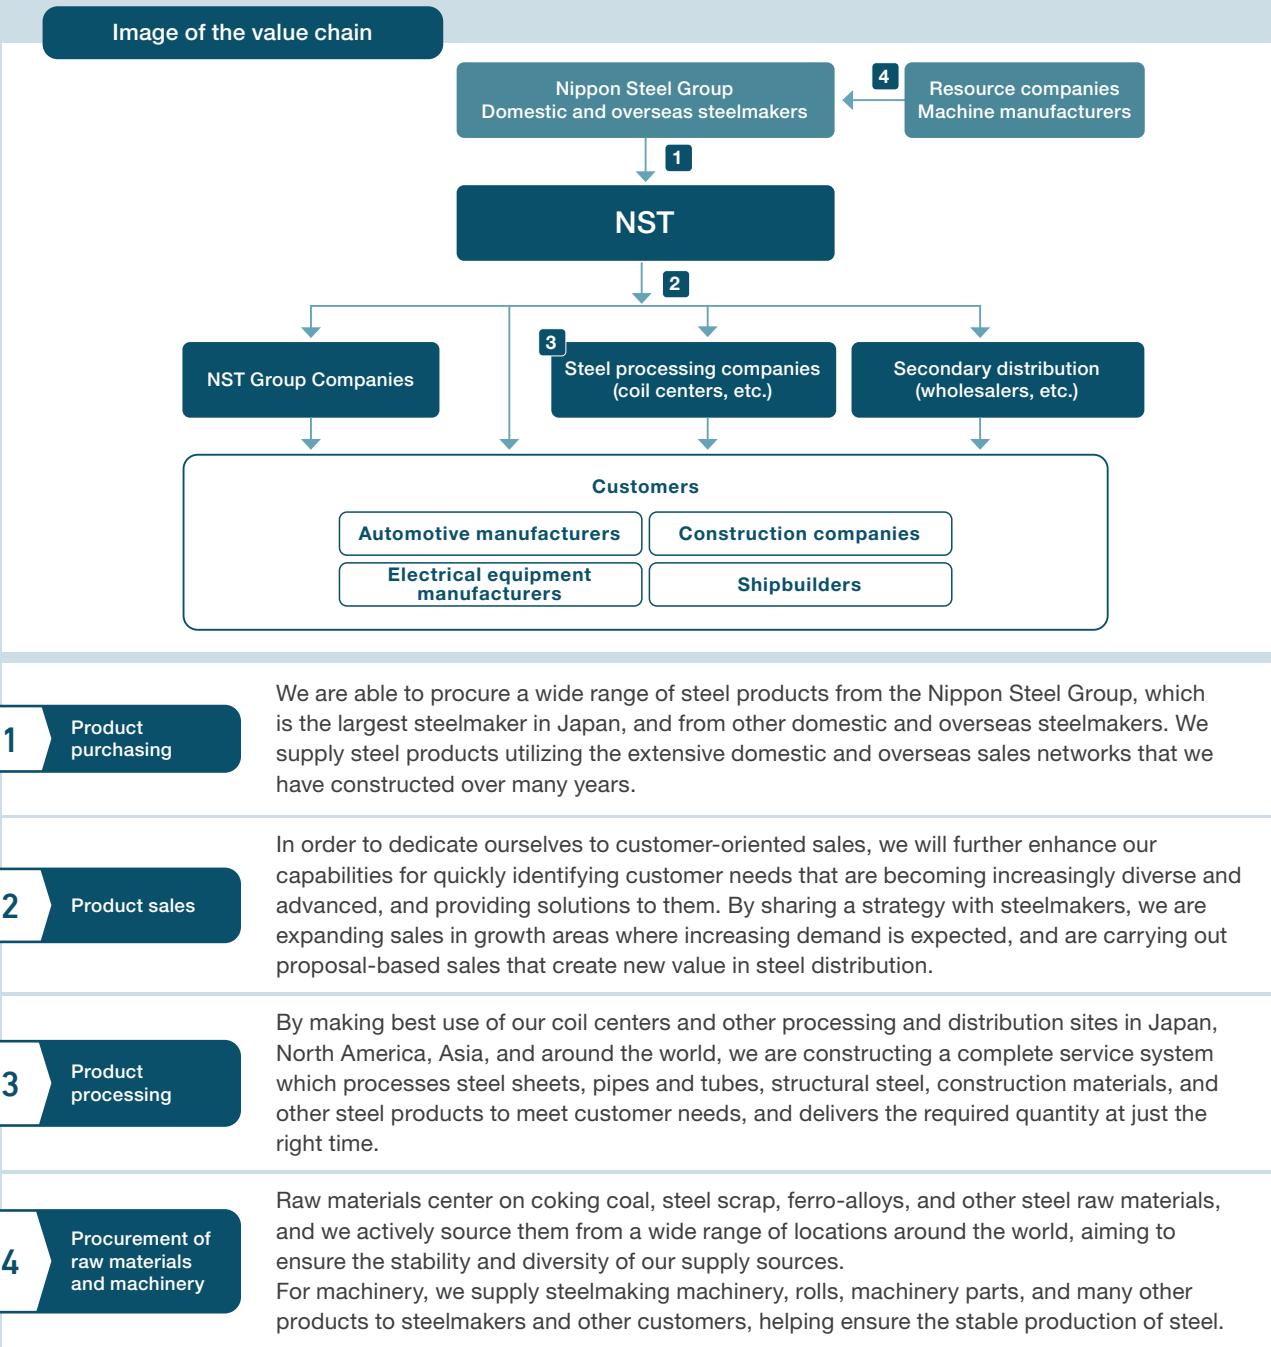 Image of the value chain
Nippon Steel Group
Domestic and overseas steelmakers
4
Resource companies
Machine manufacturers
1
NST
2
NST Group Companies
3
Steel processing companies
(coil centers, etc.)
Secondary distribution
(wholesalers, etc.)
Customers
Automotive manufacturers
Construction companies
Electrical equipment
manufacturers
Shipbuilders
1
Product
purchasing
We are able to procure a wide range of steel products from the Nippon Steel Group, which
is the largest steelmaker in Japan, and from other domestic and overseas steelmakers. We
supply steel products utilizing the extensive domestic and overseas sales networks that we
have constructed over many years.
2
Product sales
In order to dedicate ourselves to customer-oriented sales, we will further enhance our
capabilities for quickly identifying customer needs that are becoming increasingly diverse and
advanced, and providing solutions to them. By sharing a strategy with steelmakers, we are
expanding sales in growth areas where increasing demand is expected, and are carrying out
proposal-based sales that create new value in steel distribution.
3
Product
processing
By making best use of our coil centers and other processing and distribution sites in Japan,
North America, Asia, and around the world, we are constructing a complete service system
which processes steel sheets, pipes and tubes, structural steel, construction materials, and
other steel products to meet customer needs, and delivers the required quantity at just the
right time.
4
Procurement of
raw materials
and machinery
Raw materials center on coking coal, steel scrap, ferro-alloys, and other steel raw materials,
and we actively source them from a wide range of locations around the world, aiming to
ensure the stability and diversity of our supply sources.
For machinery, we supply steelmaking machinery, rolls, machinery parts, and many other
products to steelmakers and other customers, helping ensure the stable production of steel.